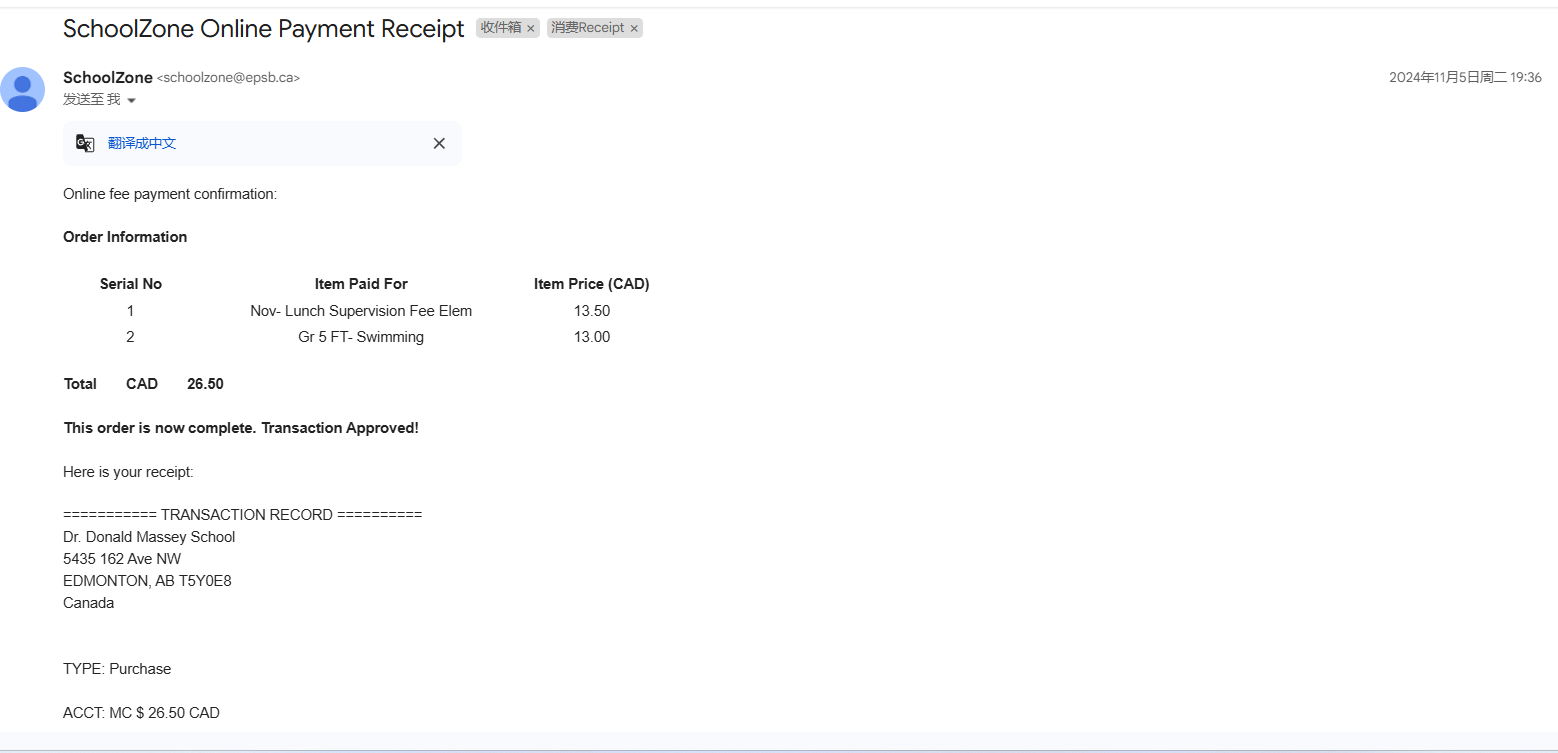 SchoolZone Online Payment Receipt 收件箱 × 消费Receipt ×
SchoolZone <schoolzone@epsb.ca> 2024年11月5日周二 19:36
发送至 我
翻译成中文
Online fee payment confirmation:
Order Information
Serial No Item Paid For Item Price (CAD)
1 Nov- Lunch Supervision Fee Elem 13.50
2 Gr 5 FT- Swimming 13.00
Total CAD 26.50
This order is now complete. Transaction Approved!
Here is your receipt:
=========== TRANSACTION RECORD ==========
Dr. Donald Massey School
5435 162 Ave NW
EDMONTON, AB T5Y0E8
Canada
TYPE: Purchase
ACCT: MC $ 26.50 CAD